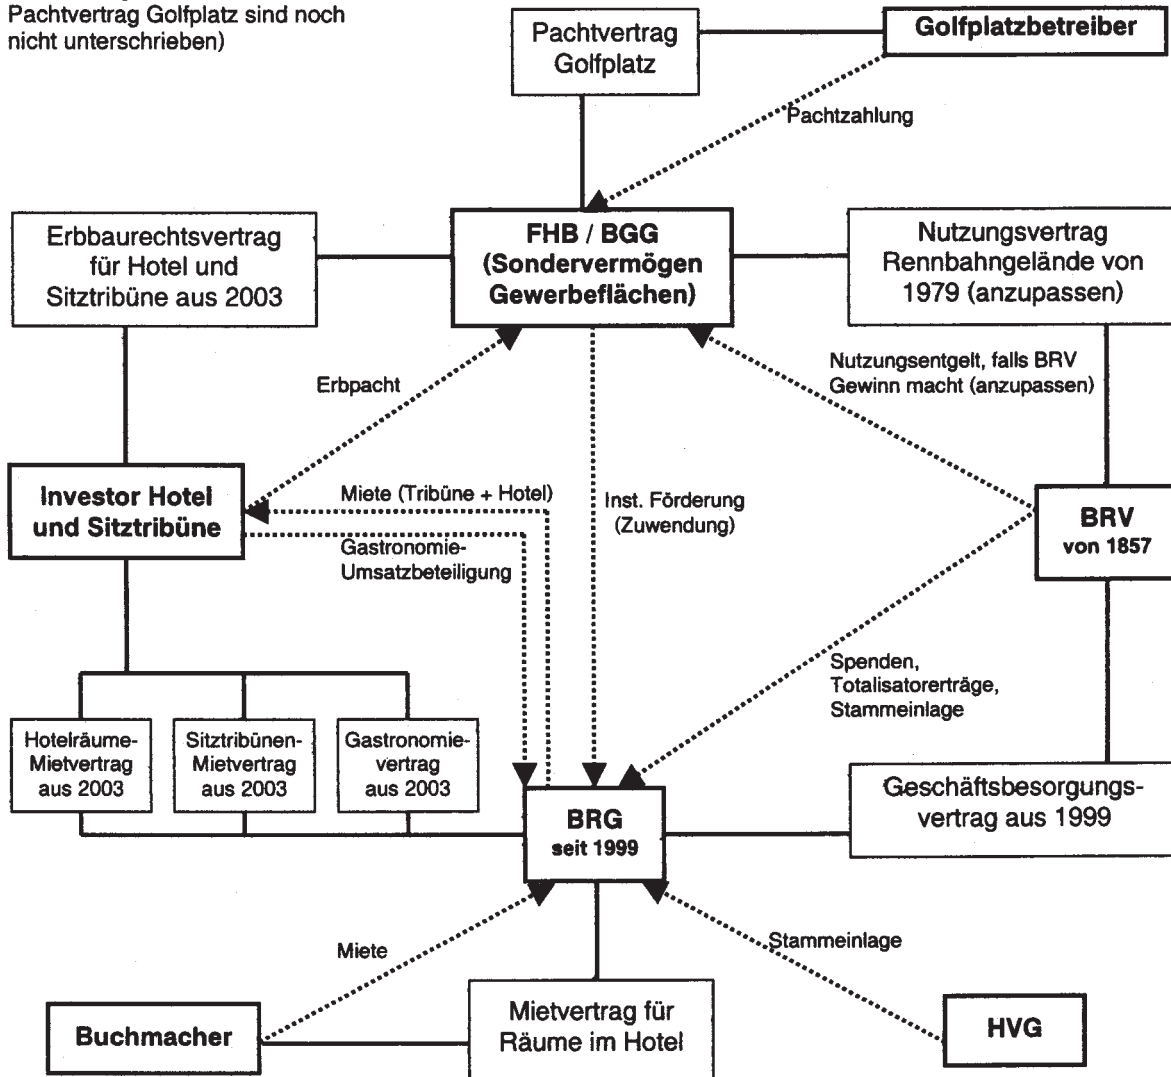 Pachtvertrag Golfplatz sind noch
nicht unterschrieben)
Pachtvertrag
Golfplatz
Golfplatzbetreiber
Pachtzahlung
Erbbaurechtsvertrag
für Hotel und
Sitztribüne aus 2003
FHB / BGG
(Sondervermögen
Gewerbeflächen)
Nutzungsvertrag
Rennbahngelände von
1979 (anzupassen)
Erbpacht
Nutzungsentgelt, falls BRV
Gewinn macht (anzupassen)
Investor Hotel
und Sitztribüne
Miete (Tribüne + Hotel)
Gastronomie-
Umsatzbeteiligung
Inst. Förderung
(Zuwendung)
BRV
von 1857
Spenden,
Totalisatorerträge,
Stammeinlage
Hotelräume-
Mietvertrag
aus 2003
Sitztribünen-
Mietvertrag
aus 2003
Gastronomie-
vertrag
aus 2003
BRG
seit 1999
Geschäftsbesorgungs-
vertrag aus 1999
Miete
Stammeinlage
Buchmacher
Mietvertrag für
Räume im Hotel
HVG